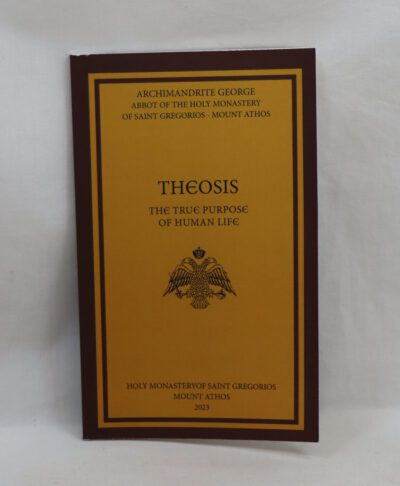 ARCHIMANDRITE GEORGE
ABBOT OF THE HOLY MONASTERY
OF SAINT GREGORIOS - MOUNT ATHOS
THEOSIS
THE TRUE PURPOSE
OF HUMAN LIFE
HOLY MONASTERYOF SAINT GREGORIOS
MOUNT ATHOS
2023